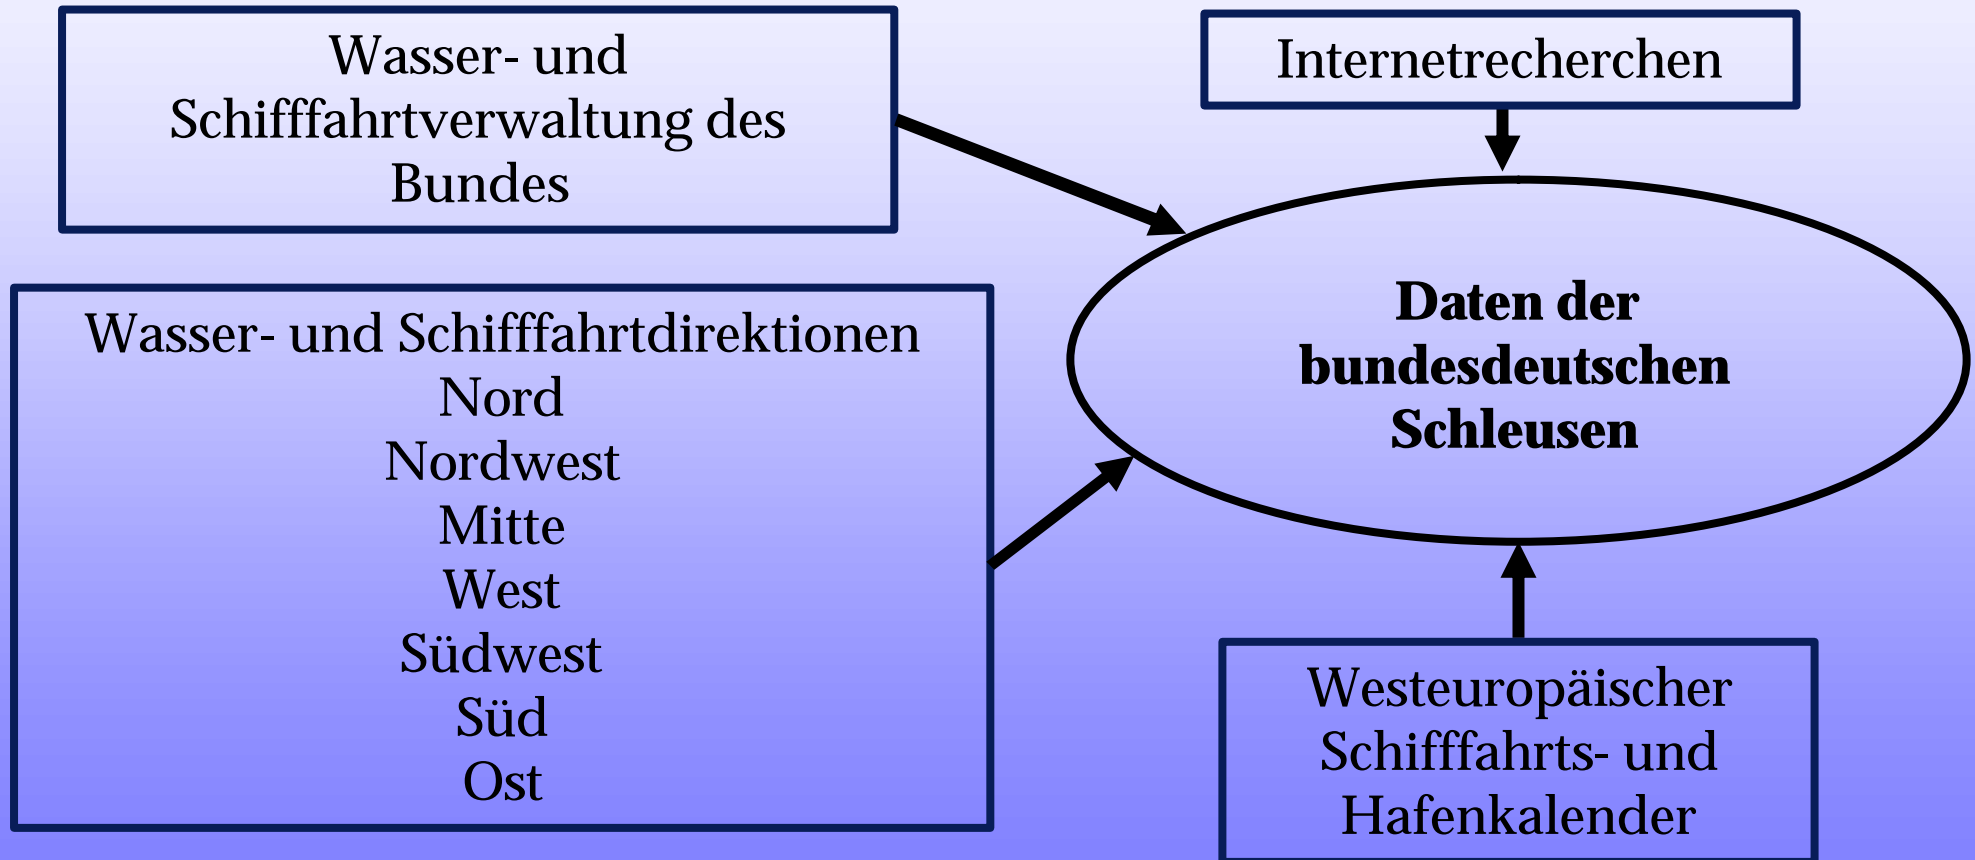 Wasser- und
Schifffahrtverwaltung des
Bundes
Internetrecherchen
Wasser- und Schifffahrtdirektionen
Nord
Nordwest
Mitte
West
Südwest
Süd
Ost
Daten der
bundesdeutschen
Schleusen
Westeuropäischer
Schifffahrts- und
Hafenkalender